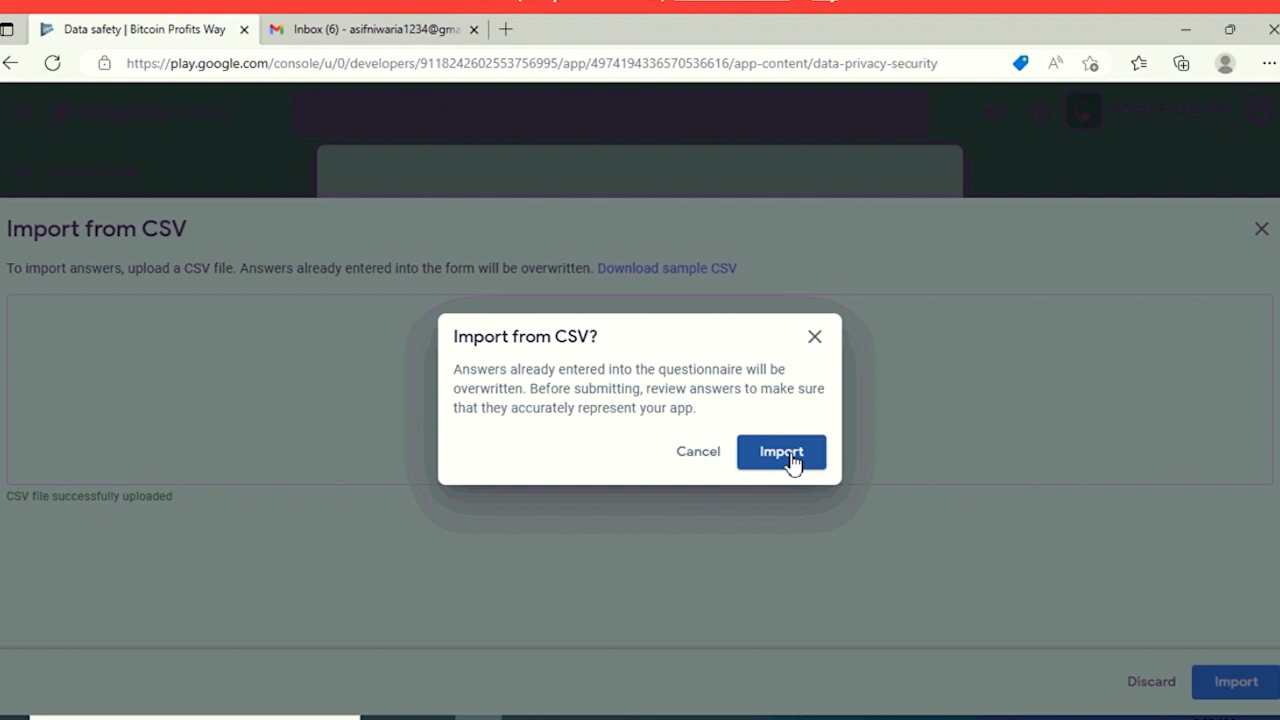 Data safety | Bitcoin Profits Way
Inbox (6) - asifniwaria1234@gma
https://play.google.com/console/u/0/developers/9118242602553756995/app/4974194336570536616/app-content/data-privacy-security
Import from CSV
To import answers, upload a CSV file. Answers already entered into the form will be overwritten. Download sample CSV
Import from CSV?
Answers already entered into the questionnaire will be
overwritten. Before submitting, review answers to make sure
that they accurately represent your app.
Cancel Import
CSV file successfully uploaded
Discard Import